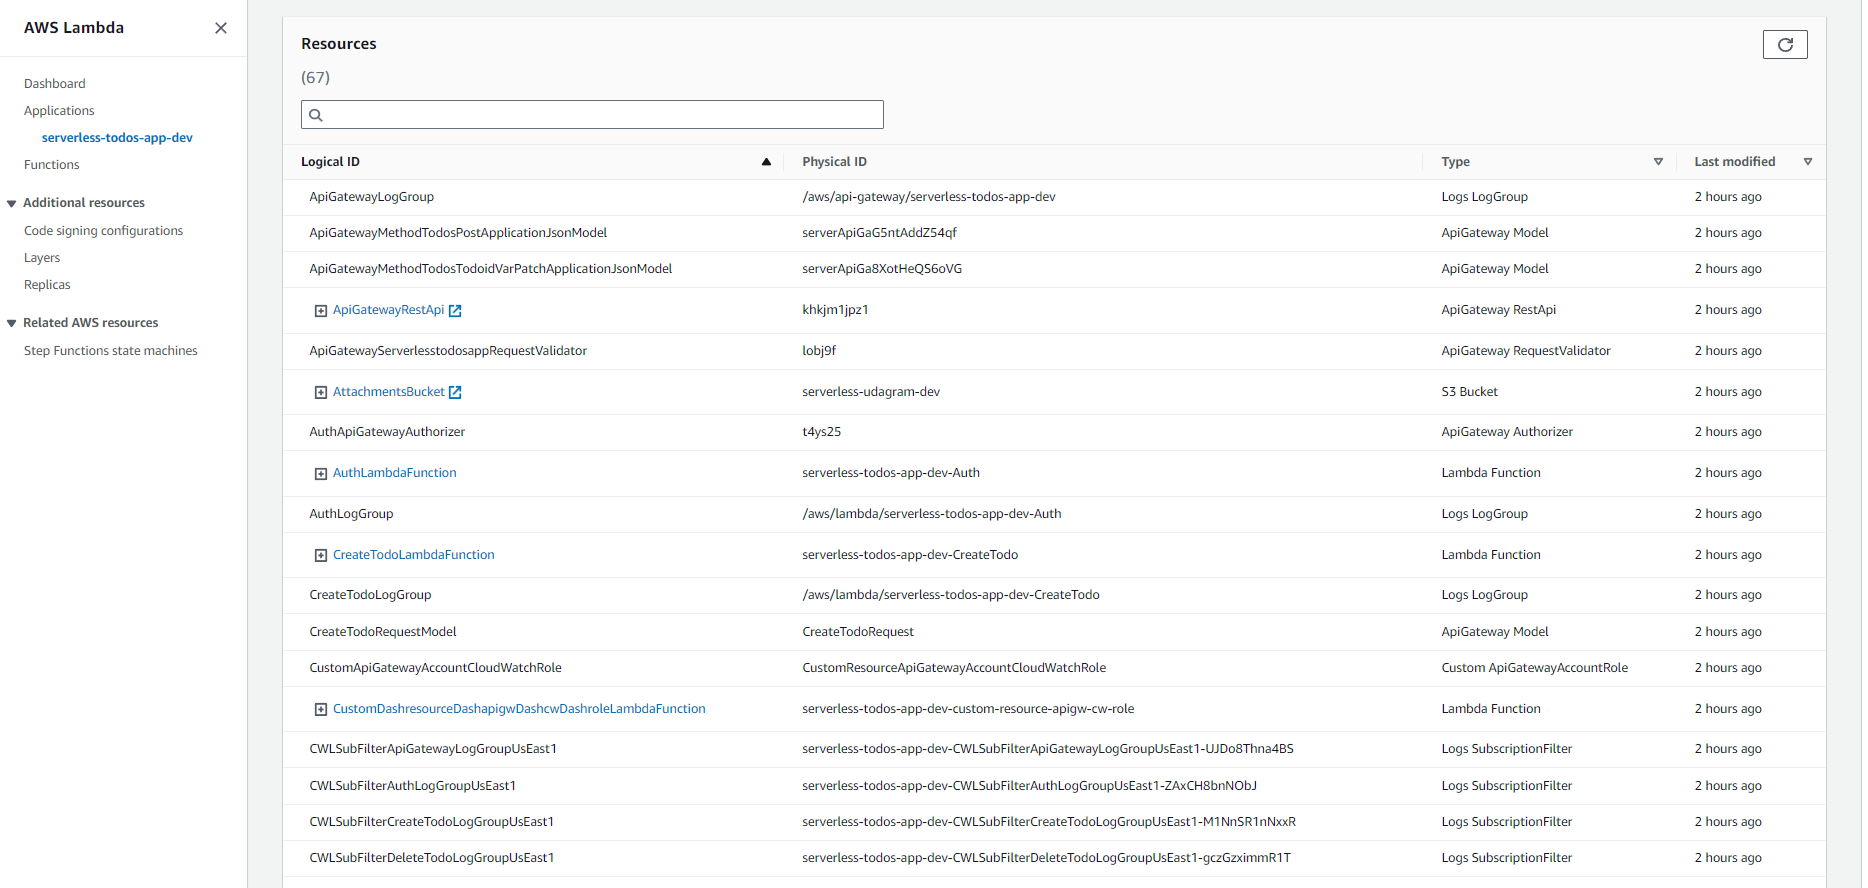 AWS Lambda
Dashboard
Applications
serverless-todos-app-dev
Functions
Additional resources
Code signing configurations
Layers
Replicas
Related AWS resources
Step Functions state machines
Resources
(67)
Logical ID Physical ID Type Last modified
ApiGatewayLogGroup /aws/api-gateway/serverless-todos-app-dev Logs LogGroup 2 hours ago
ApiGatewayMethodTodosPostApplicationJsonModel serverApiGaG5ntAddZ54qf ApiGateway Model 2 hours ago
ApiGatewayMethodTodosTodoidVarPatchApplicationJsonModel serverApiGa8XotHeQS6oVG ApiGateway Model 2 hours ago
ApiGatewayRestApi khkjm1jpz1 ApiGateway RestApi 2 hours ago
ApiGatewayServerlesstodosappRequestValidator lobj9f ApiGateway RequestValidator 2 hours ago
AttachmentsBucket serverless-udagram-dev S3 Bucket 2 hours ago
AuthApiGatewayAuthorizer t4ys25 ApiGateway Authorizer 2 hours ago
AuthLambdaFunction serverless-todos-app-dev-Auth Lambda Function 2 hours ago
AuthLogGroup /aws/lambda/serverless-todos-app-dev-Auth Logs LogGroup 2 hours ago
CreateTodoLambdaFunction serverless-todos-app-dev-CreateTodo Lambda Function 2 hours ago
CreateTodoLogGroup /aws/lambda/serverless-todos-app-dev-CreateTodo Logs LogGroup 2 hours ago
CreateTodoRequestModel CreateTodoRequest ApiGateway Model 2 hours ago
CustomApiGatewayAccountCloudWatchRole CustomResourceApiGatewayAccountCloudWatchRole Custom ApiGatewayAccountRole 2 hours ago
CustomDashresourceDashapigwDashcwDashroleLambdaFunction serverless-todos-app-dev-custom-resource-apigw-cw-role Lambda Function 2 hours ago
CWLSubFilterApiGatewayLogGroupUsEast1 serverless-todos-app-dev-CWLSubFilterApiGatewayLogGroupUsEast1-UJDo8Thna4BS Logs SubscriptionFilter 2 hours ago
CWLSubFilterAuthLogGroupUsEast1 serverless-todos-app-dev-CWLSubFilterAuthLogGroupUsEast1-ZAxCH8bnNObJ Logs SubscriptionFilter 2 hours ago
CWLSubFilterCreateTodoLogGroupUsEast1 serverless-todos-app-dev-CWLSubFilterCreateTodoLogGroupUsEast1-M1NnSR1nNxxR Logs SubscriptionFilter 2 hours ago
CWLSubFilterDeleteTodoLogGroupUsEast1 serverless-todos-app-dev-CWLSubFilterDeleteTodoLogGroupUsEast1-gczGzximmR1T Logs SubscriptionFilter 2 hours ago